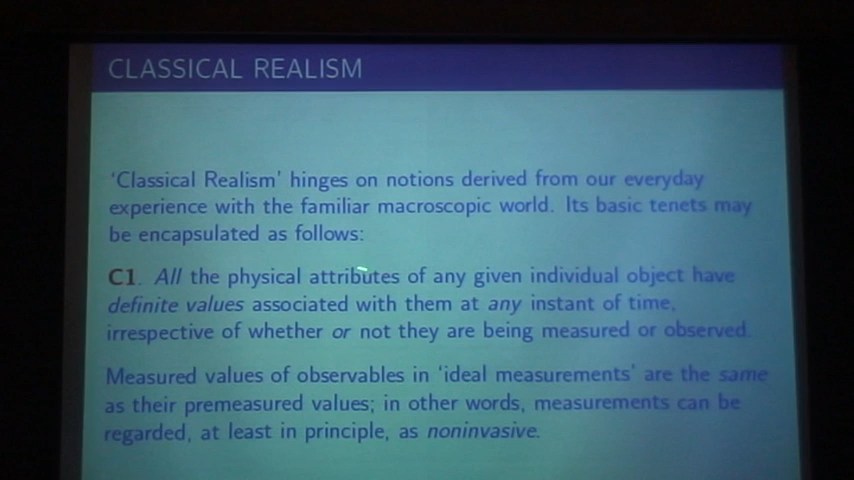 CLASSICAL REALISM
'Classical Realism' hinges on notions derived from our everyday
experience with the familiar macroscopic world. Its basic tenets may
be encapsulated as follows:
C1. All the physical attributes of any given individual object have
definite values associated with them at any instant of time,
irrespective of whether or not they are being measured or observed.
Measured values of observables in 'ideal measurements' are the same
as their premeasured values; in other words, measurements can be
regarded, at least in principle, as noninvasive.